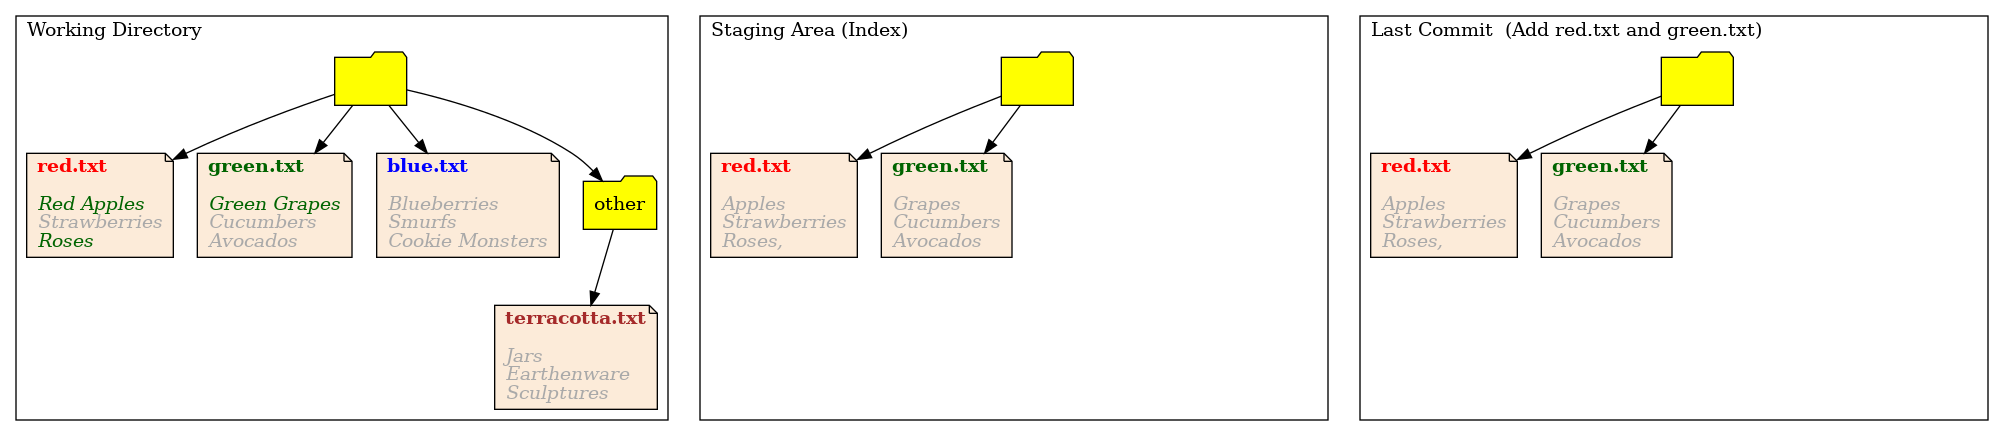 Working Directory
red.txt
Red Apples
Strawberries
Roses
green.txt
Green Grapes
Cucumbers
Avocados
blue.txt
Blueberries
Smurfs
Cookie Monsters
other
terracotta.txt
Jars
Earthenware
Sculptures
Staging Area (Index)
red.txt
Apples
Strawberries
Roses,
green.txt
Grapes
Cucumbers
Avocados
Last Commit  (Add red.txt and green.txt)
red.txt
Apples
Strawberries
Roses,
green.txt
Grapes
Cucumbers
Avocados